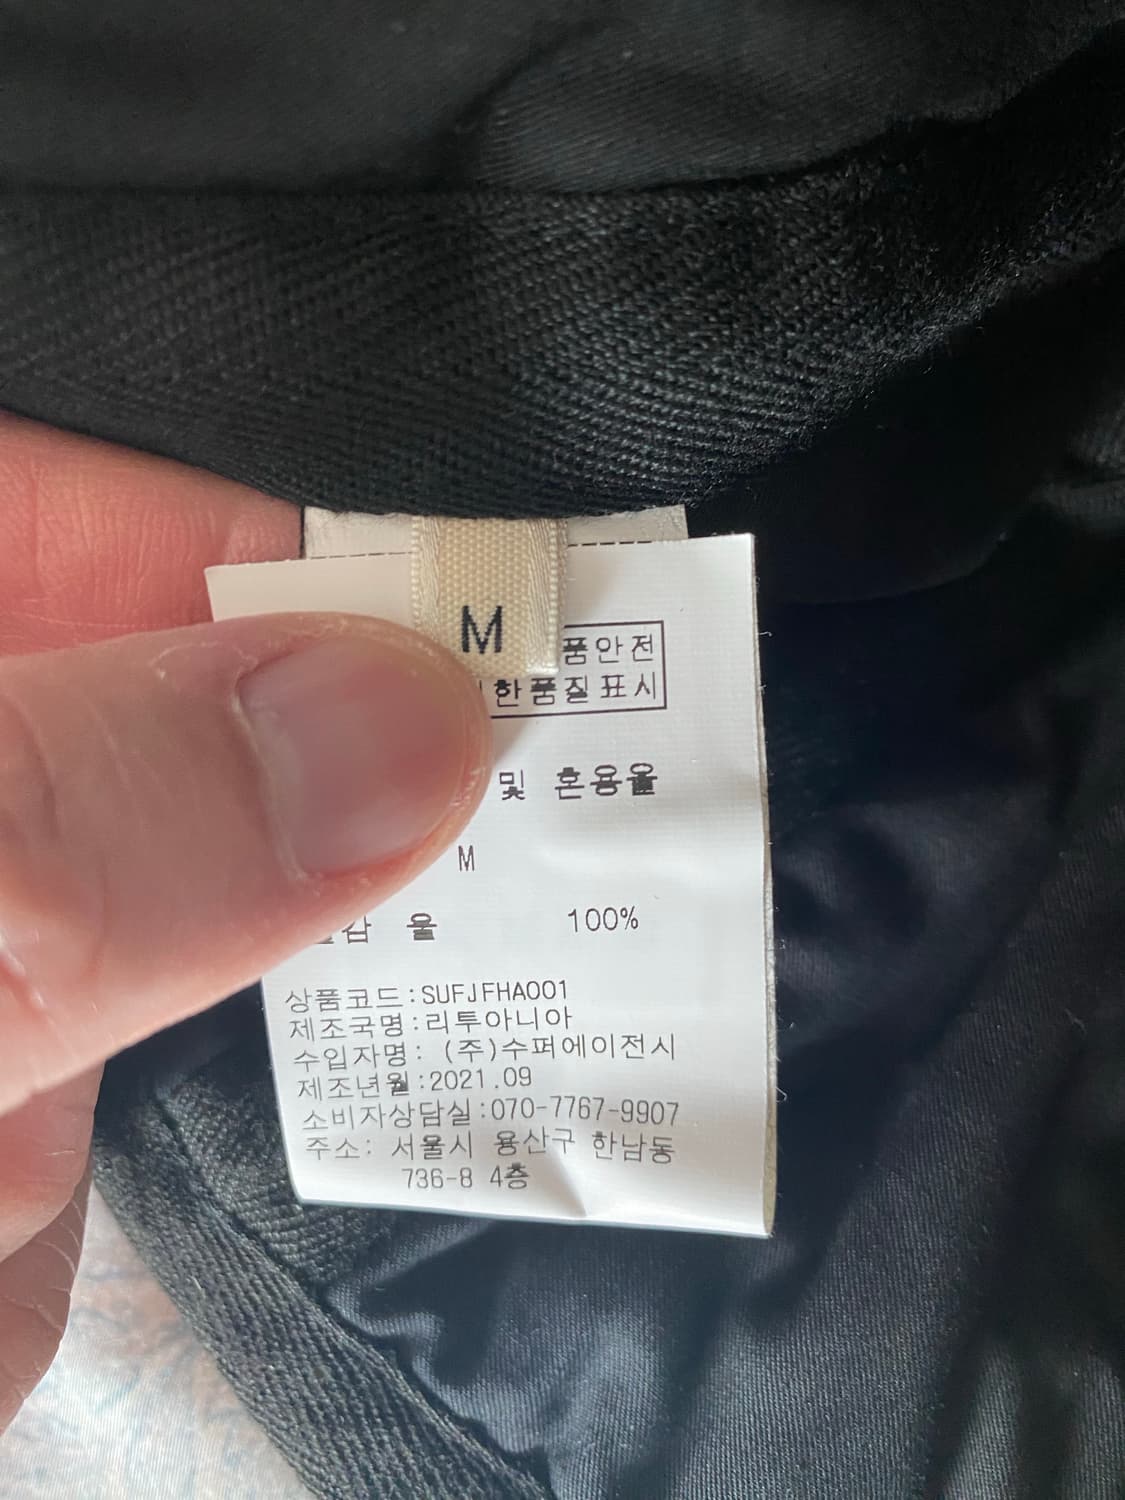 M
품안전
한품질표시
및 혼용율
M
감 울 100%
상품코드:SUFJFHA001
제조국명:리투아니아
수입자명: (주)수퍼에이전시
제조년월:2021.09
소비자상담실:070-7767-9907
주소: 서울시 용산구 한남동
736-8 4층